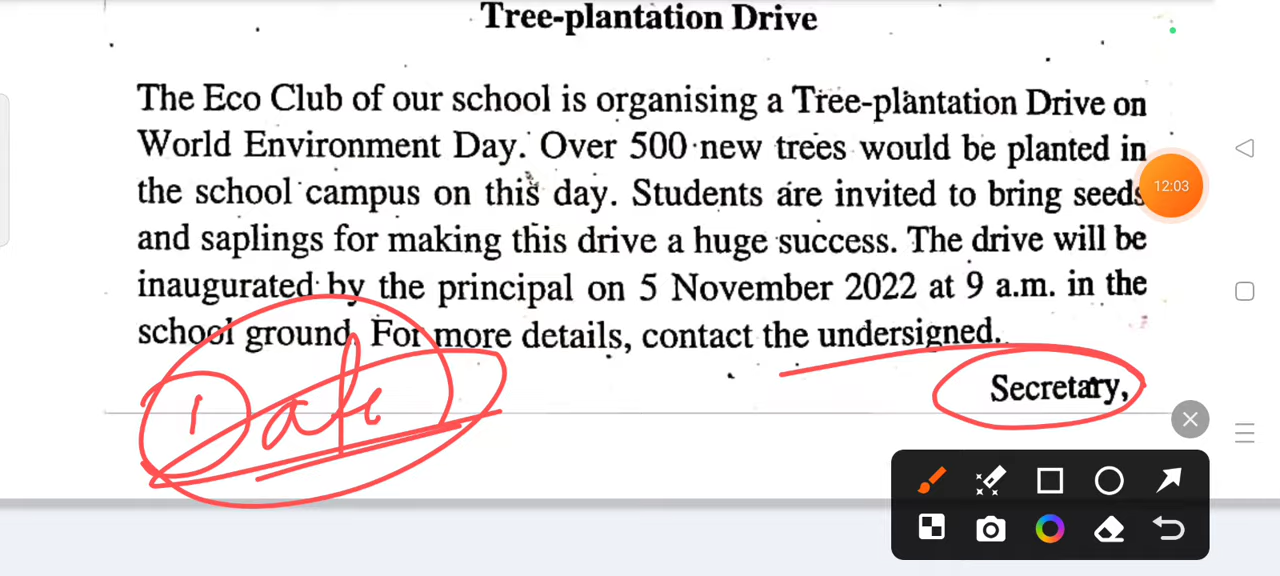 Tree-plantation Drive
The Eco Club of our school is organising a Tree-plantation Drive on
World Environment Day. Over 500 new trees would be planted in
the school campus on this day. Students are invited to bring seeds
12:03
and saplings for making this drive a huge success. The drive will be
inaugurated by the principal on 5 November 2022 at 9 a.m. in the
school ground. For more details, contact the undersigned.
Secretary,
Date